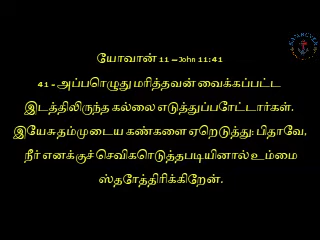 யோவான் 11 – John 11:41
41 - அப்பொழுது மரித்தவன் வைக்கப்பட்ட
இடத்திலிருந்த கல்லை எடுத்துப்போட்டார்கள்.
இயேசு தம்முடைய கண்களை ஏறெடுத்து: பிதாவே,
நீர் எனக்குச் செவிகொடுத்தபடியினால் உம்மை
ஸ்தோத்திரிக்கிறேன்.